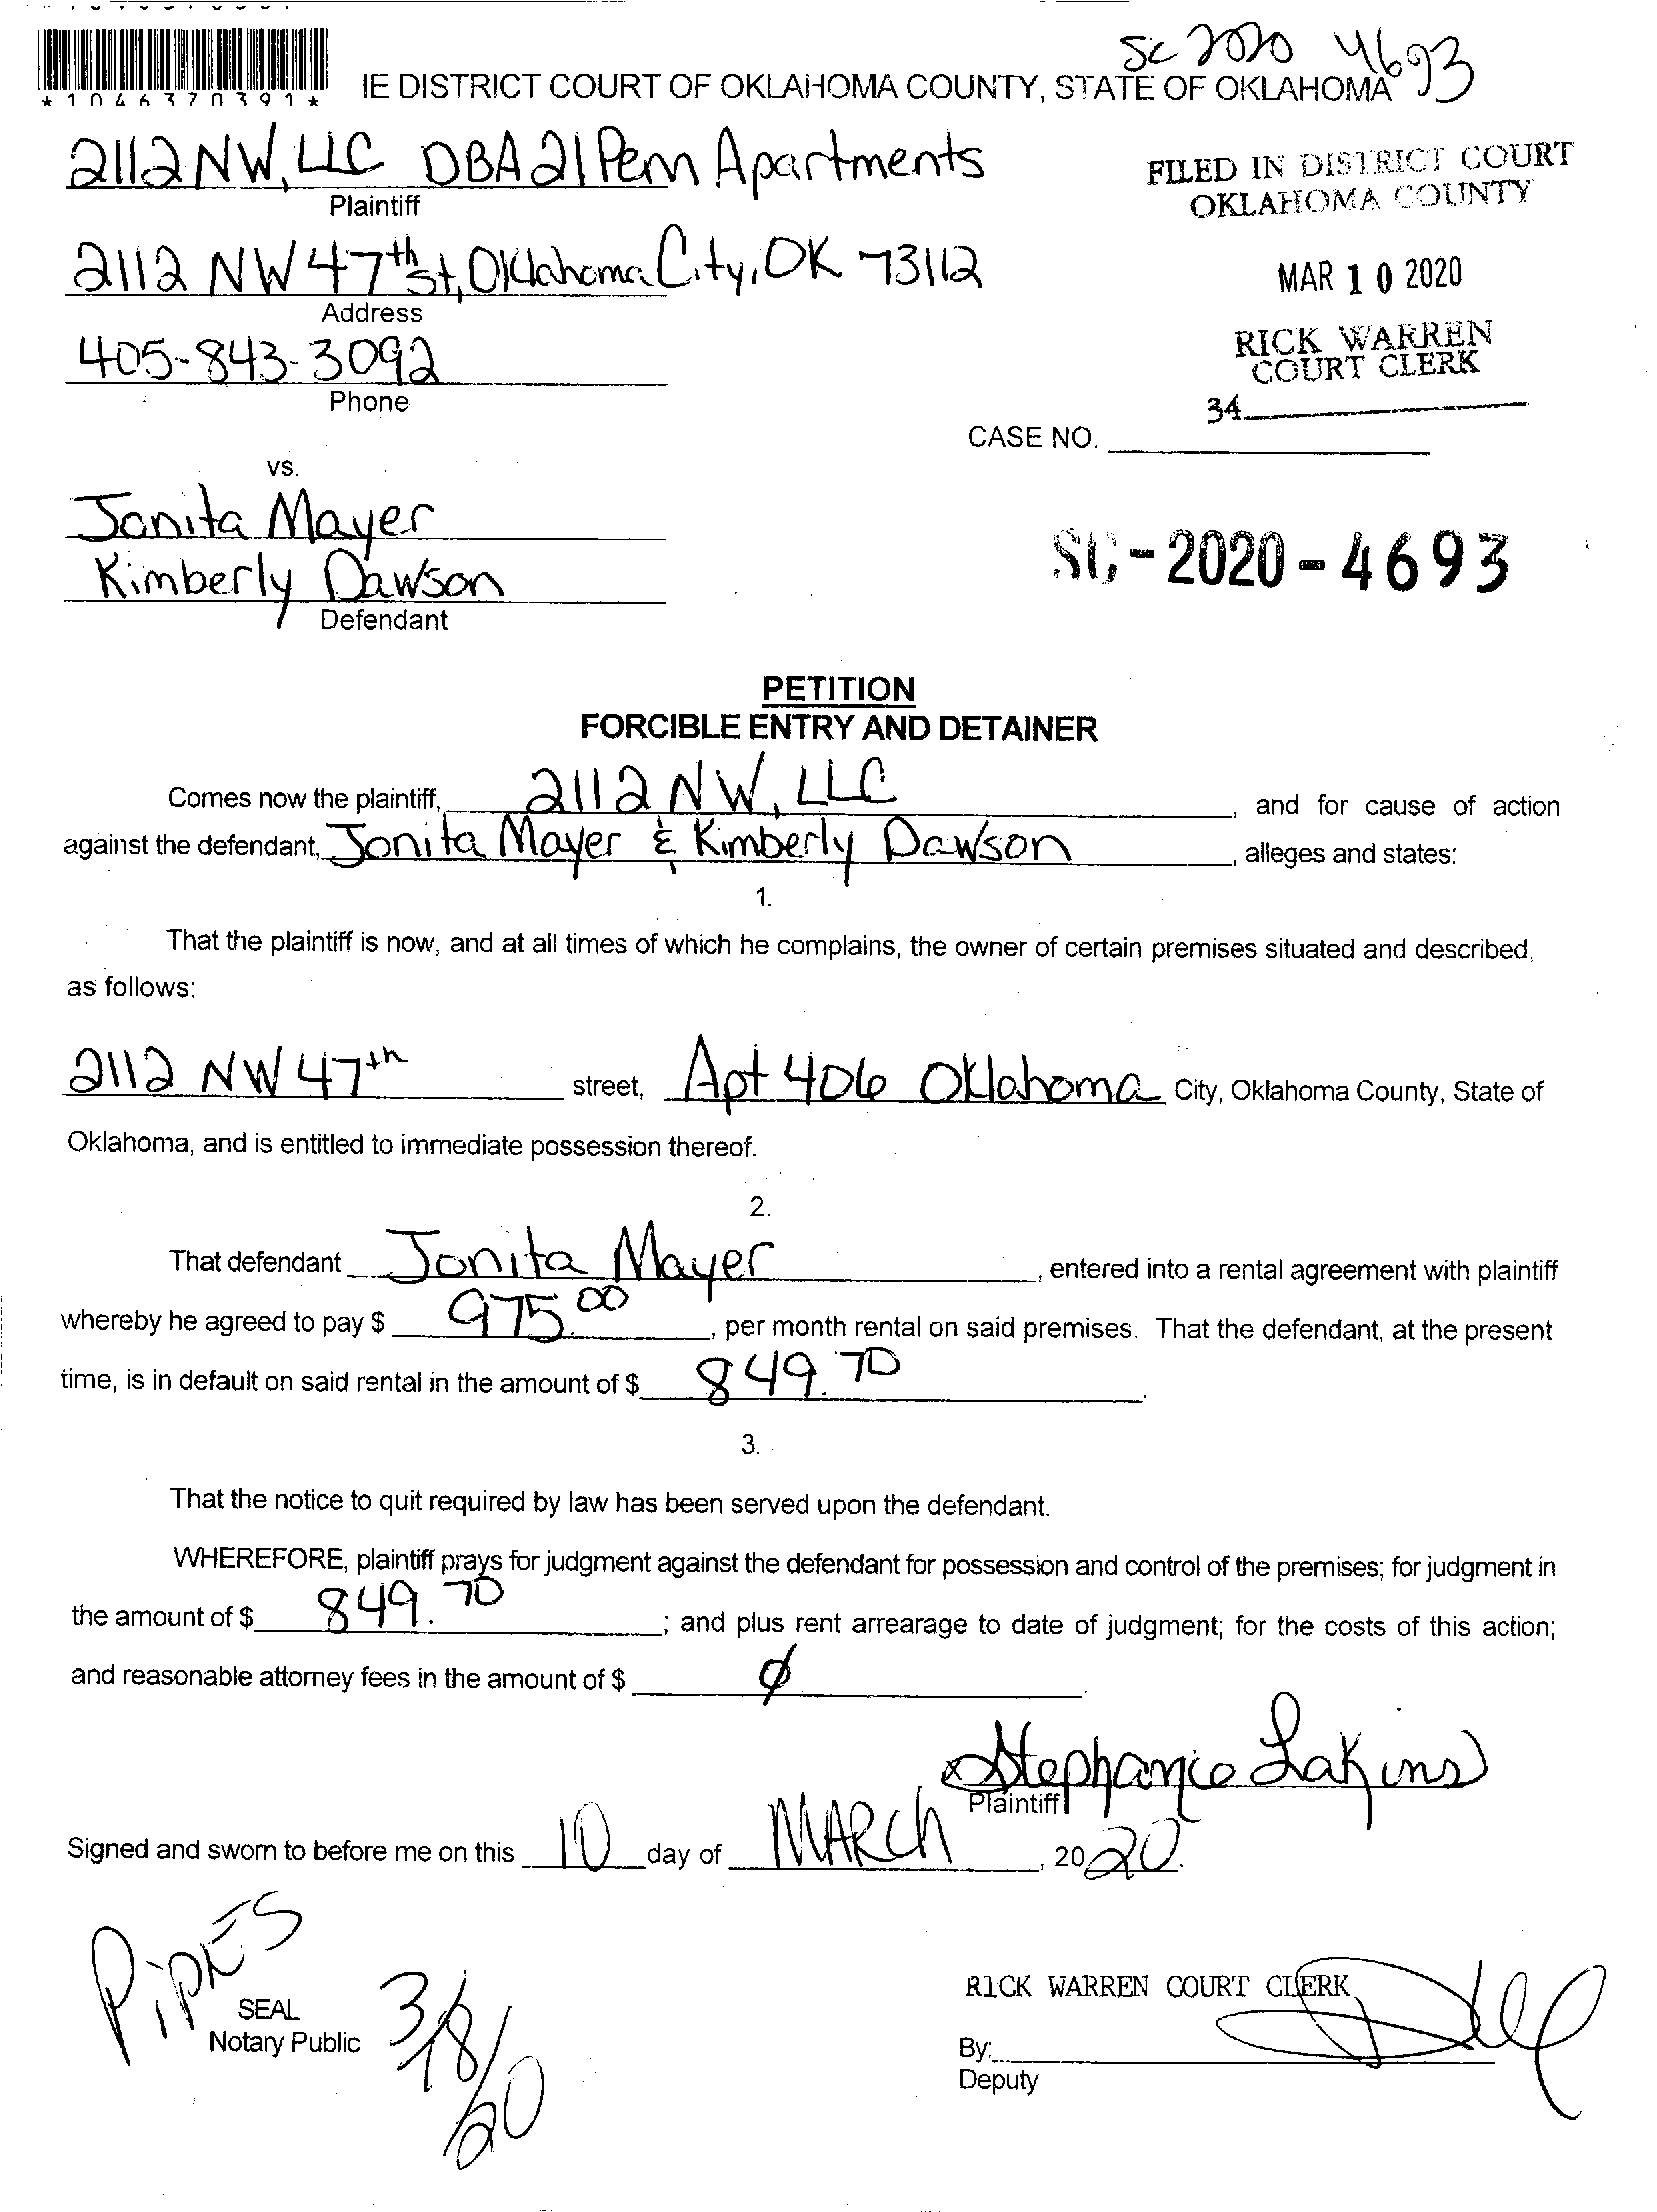 SC 2020 4693
*1046370391*
IE DISTRICT COURT OF OKLAHOMA COUNTY, STATE OF OKLAHOMA
2112 NW, LLC DBA 21 Penn Apartments
Plaintiff
FILED IN DISTRICT COURT
OKLAHOMA COUNTY
2112 NW 47th St, Oklahoma City, OK 73112
Address
MAR 10 2020
405-843-3092
Phone
RICK WARREN
COURT CLERK
34
CASE NO.
vs.
Jonita Mayer
Kimberly Dawson
Defendant
SC-2020-4693
PETITION
FORCIBLE ENTRY AND DETAINER
Comes now the plaintiff, 2112 NW, LLC, and for cause of action
against the defendant, Jonita Mayer & Kimberly Dawson, alleges and states:
1.
That the plaintiff is now, and at all times of which he complains, the owner of certain premises situated and described,
as follows:
2112 NW 47th street, Apt 406 Oklahoma City, Oklahoma County, State of
Oklahoma, and is entitled to immediate possession thereof.
2.
That defendant Jonita Mayer, entered into a rental agreement with plaintiff
whereby he agreed to pay $ 975.00, per month rental on said premises. That the defendant, at the present
time, is in default on said rental in the amount of $ 849.70.
3.
That the notice to quit required by law has been served upon the defendant.
WHEREFORE, plaintiff prays for judgment against the defendant for possession and control of the premises; for judgment in
the amount of $ 849.70; and plus rent arrearage to date of judgment; for the costs of this action;
and reasonable attorney fees in the amount of $ ∅
x Stephanie Lakins
Plaintiff
Signed and sworn to before me on this 10 day of MARCh, 2020.
PiPKES
SEAL
Notary Public
3/18/20
RICK WARREN COURT CLERK
By:
Deputy